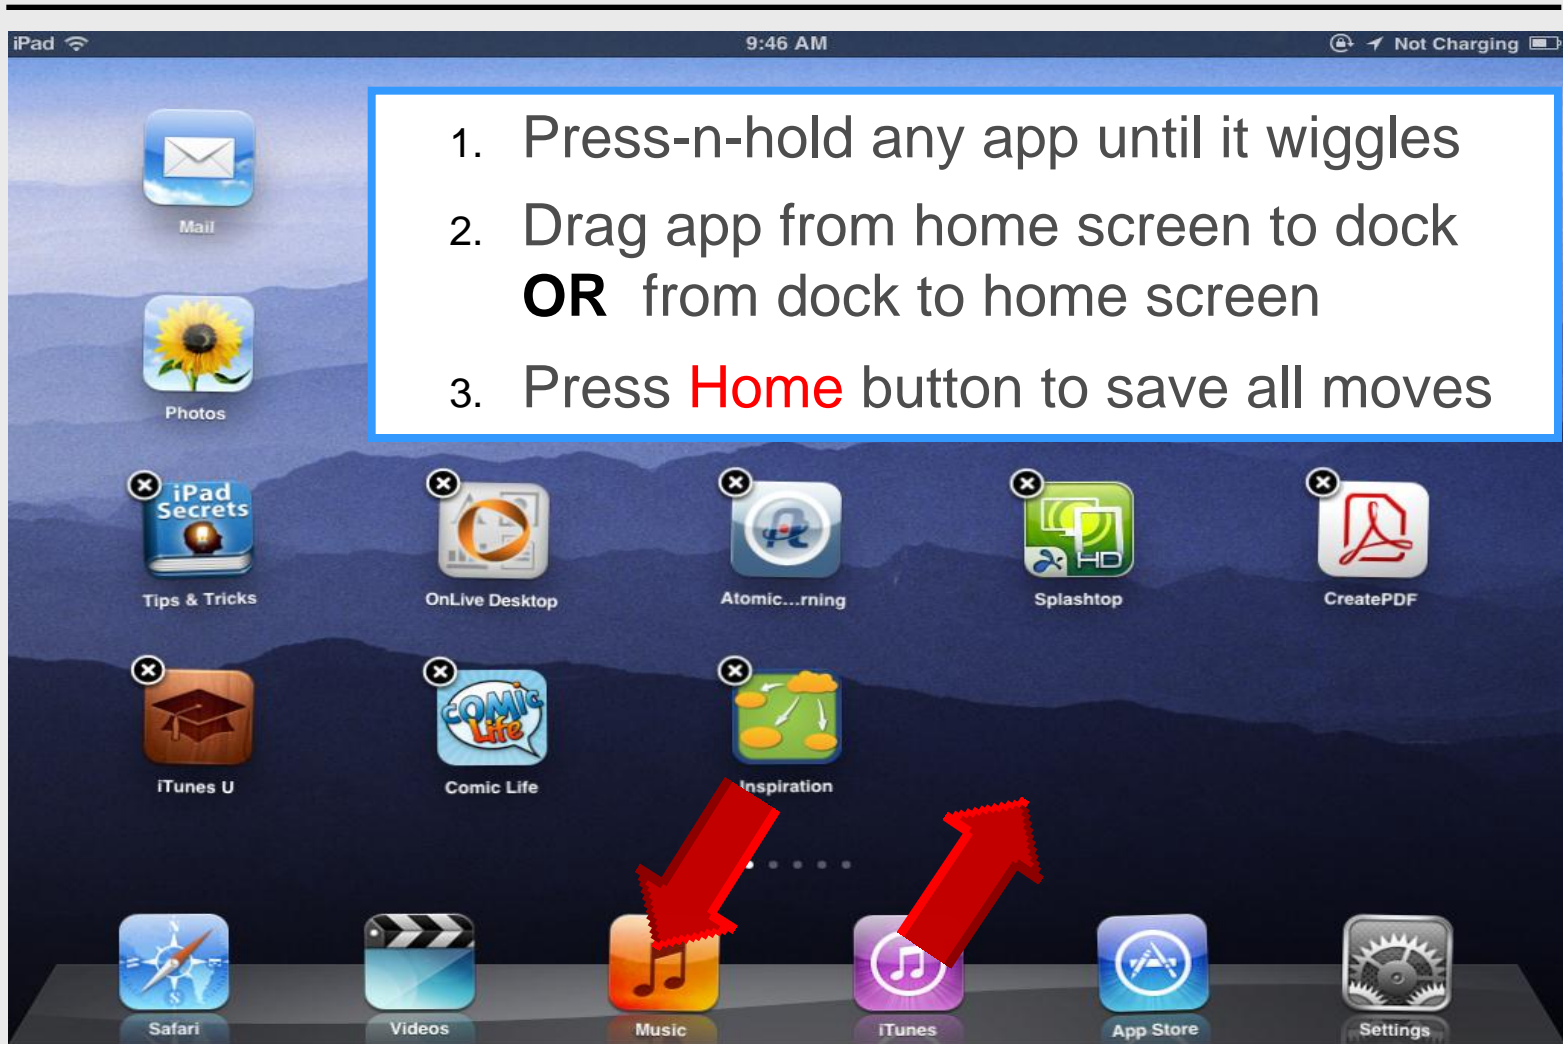 iPad 9:46 AM Not Charging
1. Press-n-hold any app until it wiggles
2. Drag app from home screen to dock
OR from dock to home screen
3. Press Home button to save all moves
Mail
Photos
iPad
Secrets
HD
Tips & Tricks OnLive Desktop Atomic...rning Splashtop CreatePDF
COMIC
Life
iTunes U Comic Life Inspiration
Safari Videos Music iTunes App Store Settings